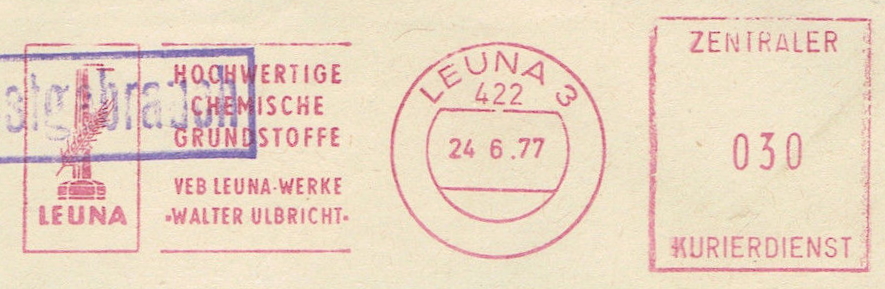 LEUNA
HOCHWERTIGE
CHEMISCHE
GRUNDSTOFFE
VEB LEUNA-WERKE
»WALTER ULBRICHT«
LEUNA 3
422
24 6.77
ZENTRALER
030
KURIERDIENST